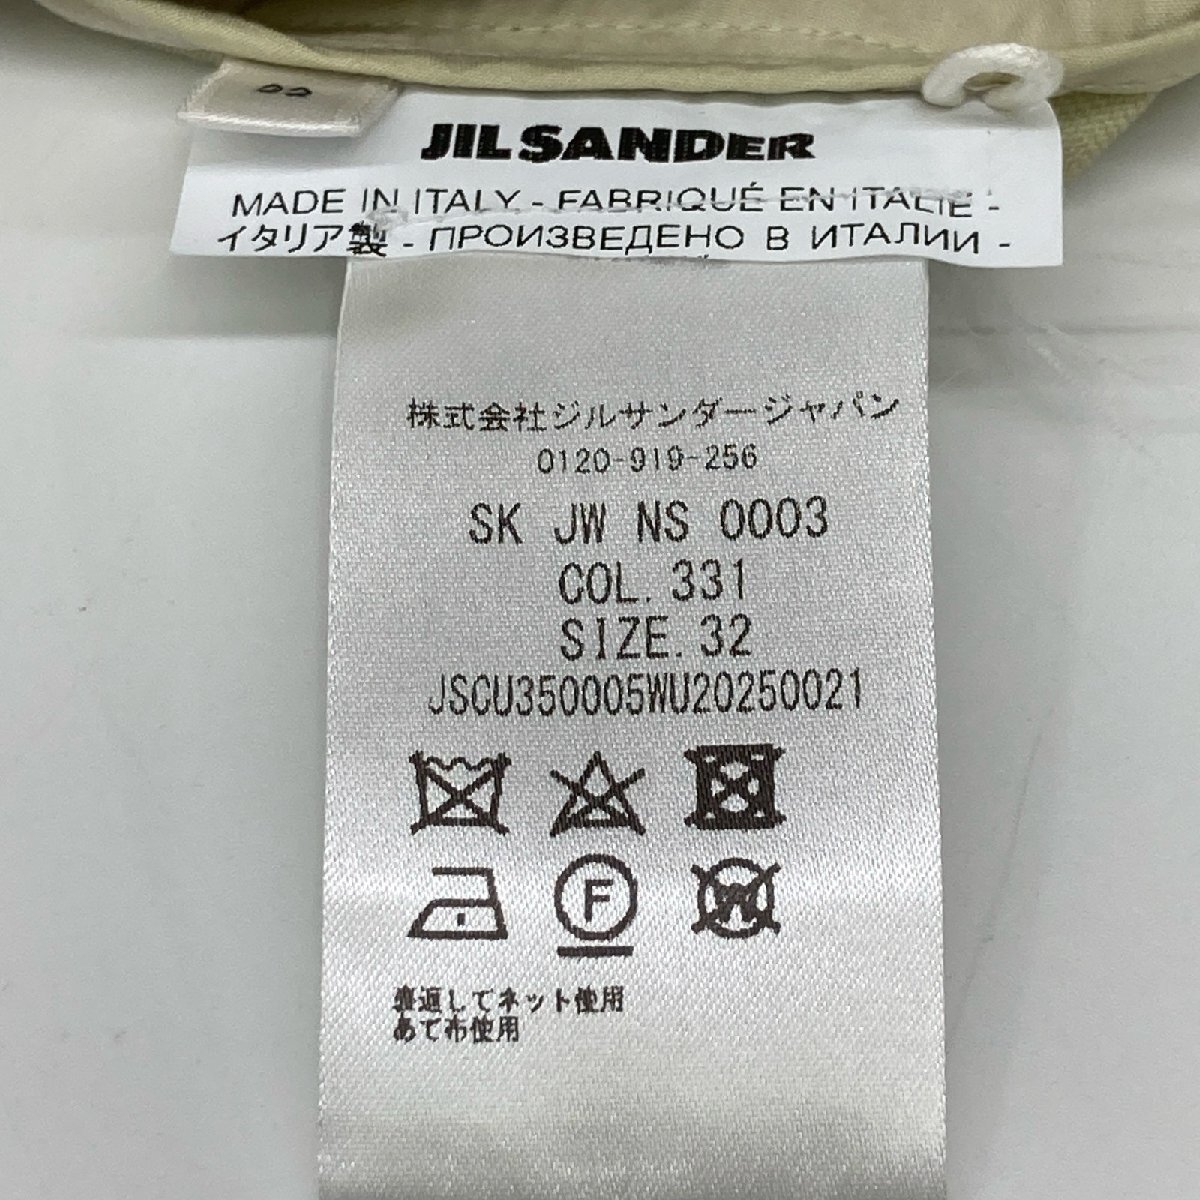 JIL SANDER
MADE IN ITALY - FABRIQUÉ EN ITALIE -
イタリア製 - ПРОИЗВЕДЕНО В ИТАЛИИ -
株式会社ジルサンダージャパン
0120-919-256
SK JW NS 0003
COL. 331
SIZE. 32
JSCU350005WU20250021
F
W
裏返してネット使用
あて布使用